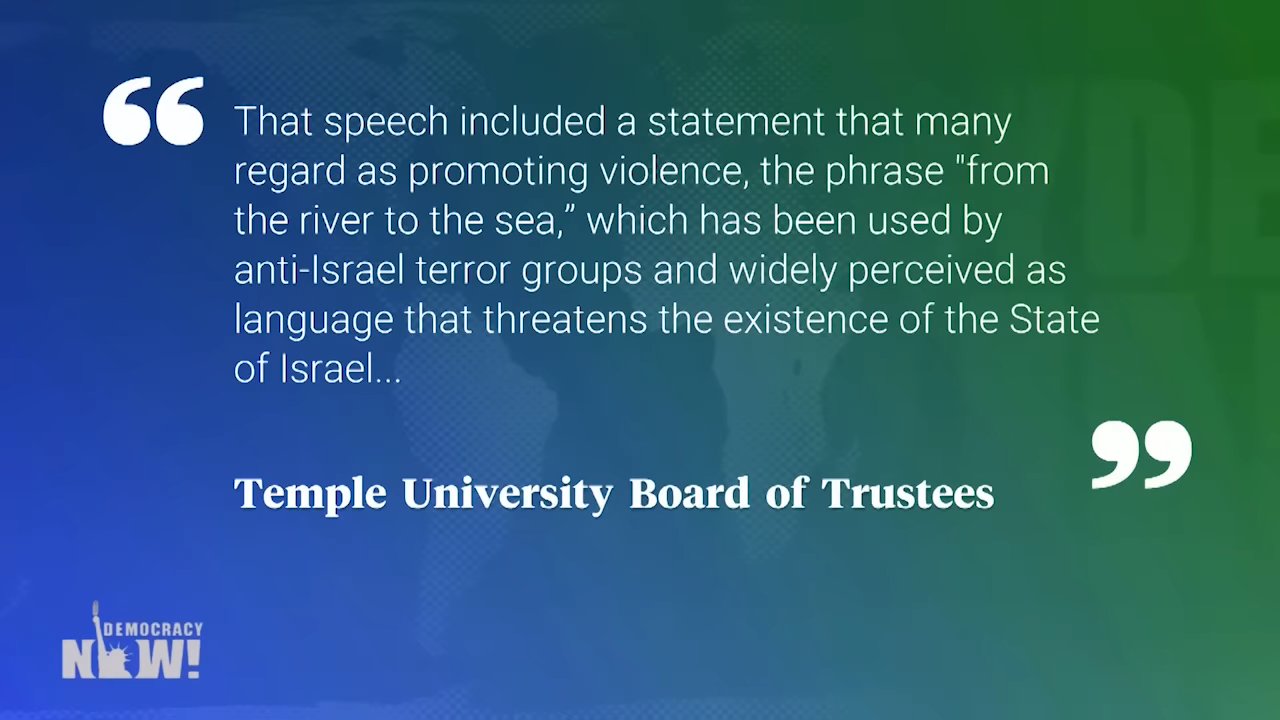 “
That speech included a statement that many
regard as promoting violence, the phrase "from
the river to the sea,” which has been used by
anti-Israel terror groups and widely perceived as
language that threatens the existence of the State
of Israel...
”
Temple University Board of Trustees
DEMOCRACY
NOW!